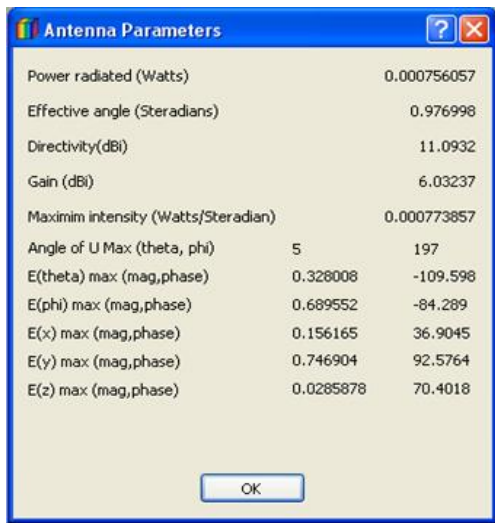 Antenna Parameters
Power radiated (Watts) 0.000756057
Effective angle (Steradians) 0.976998
Directivity(dBi) 11.0932
Gain (dBi) 6.03237
Maximim intensity (Watts/Steradian) 0.000773857
Angle of U Max (theta, phi) 5 197
E(theta) max (mag,phase) 0.328008 -109.598
E(phi) max (mag,phase) 0.689552 -84.289
E(x) max (mag,phase) 0.156165 36.9045
E(y) max (mag,phase) 0.746904 92.5764
E(z) max (mag,phase) 0.0285878 70.4018
OK